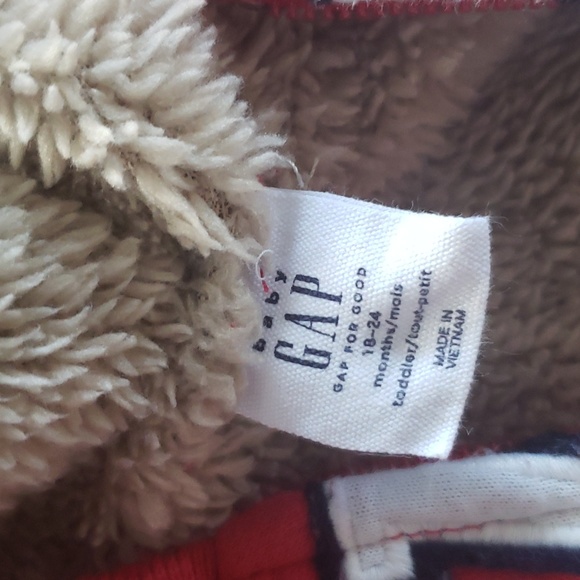 baby
GAP
GAP FOR GOOD
18-24
months/mois
toddler/tout-petit
MADE IN
VIETNAM